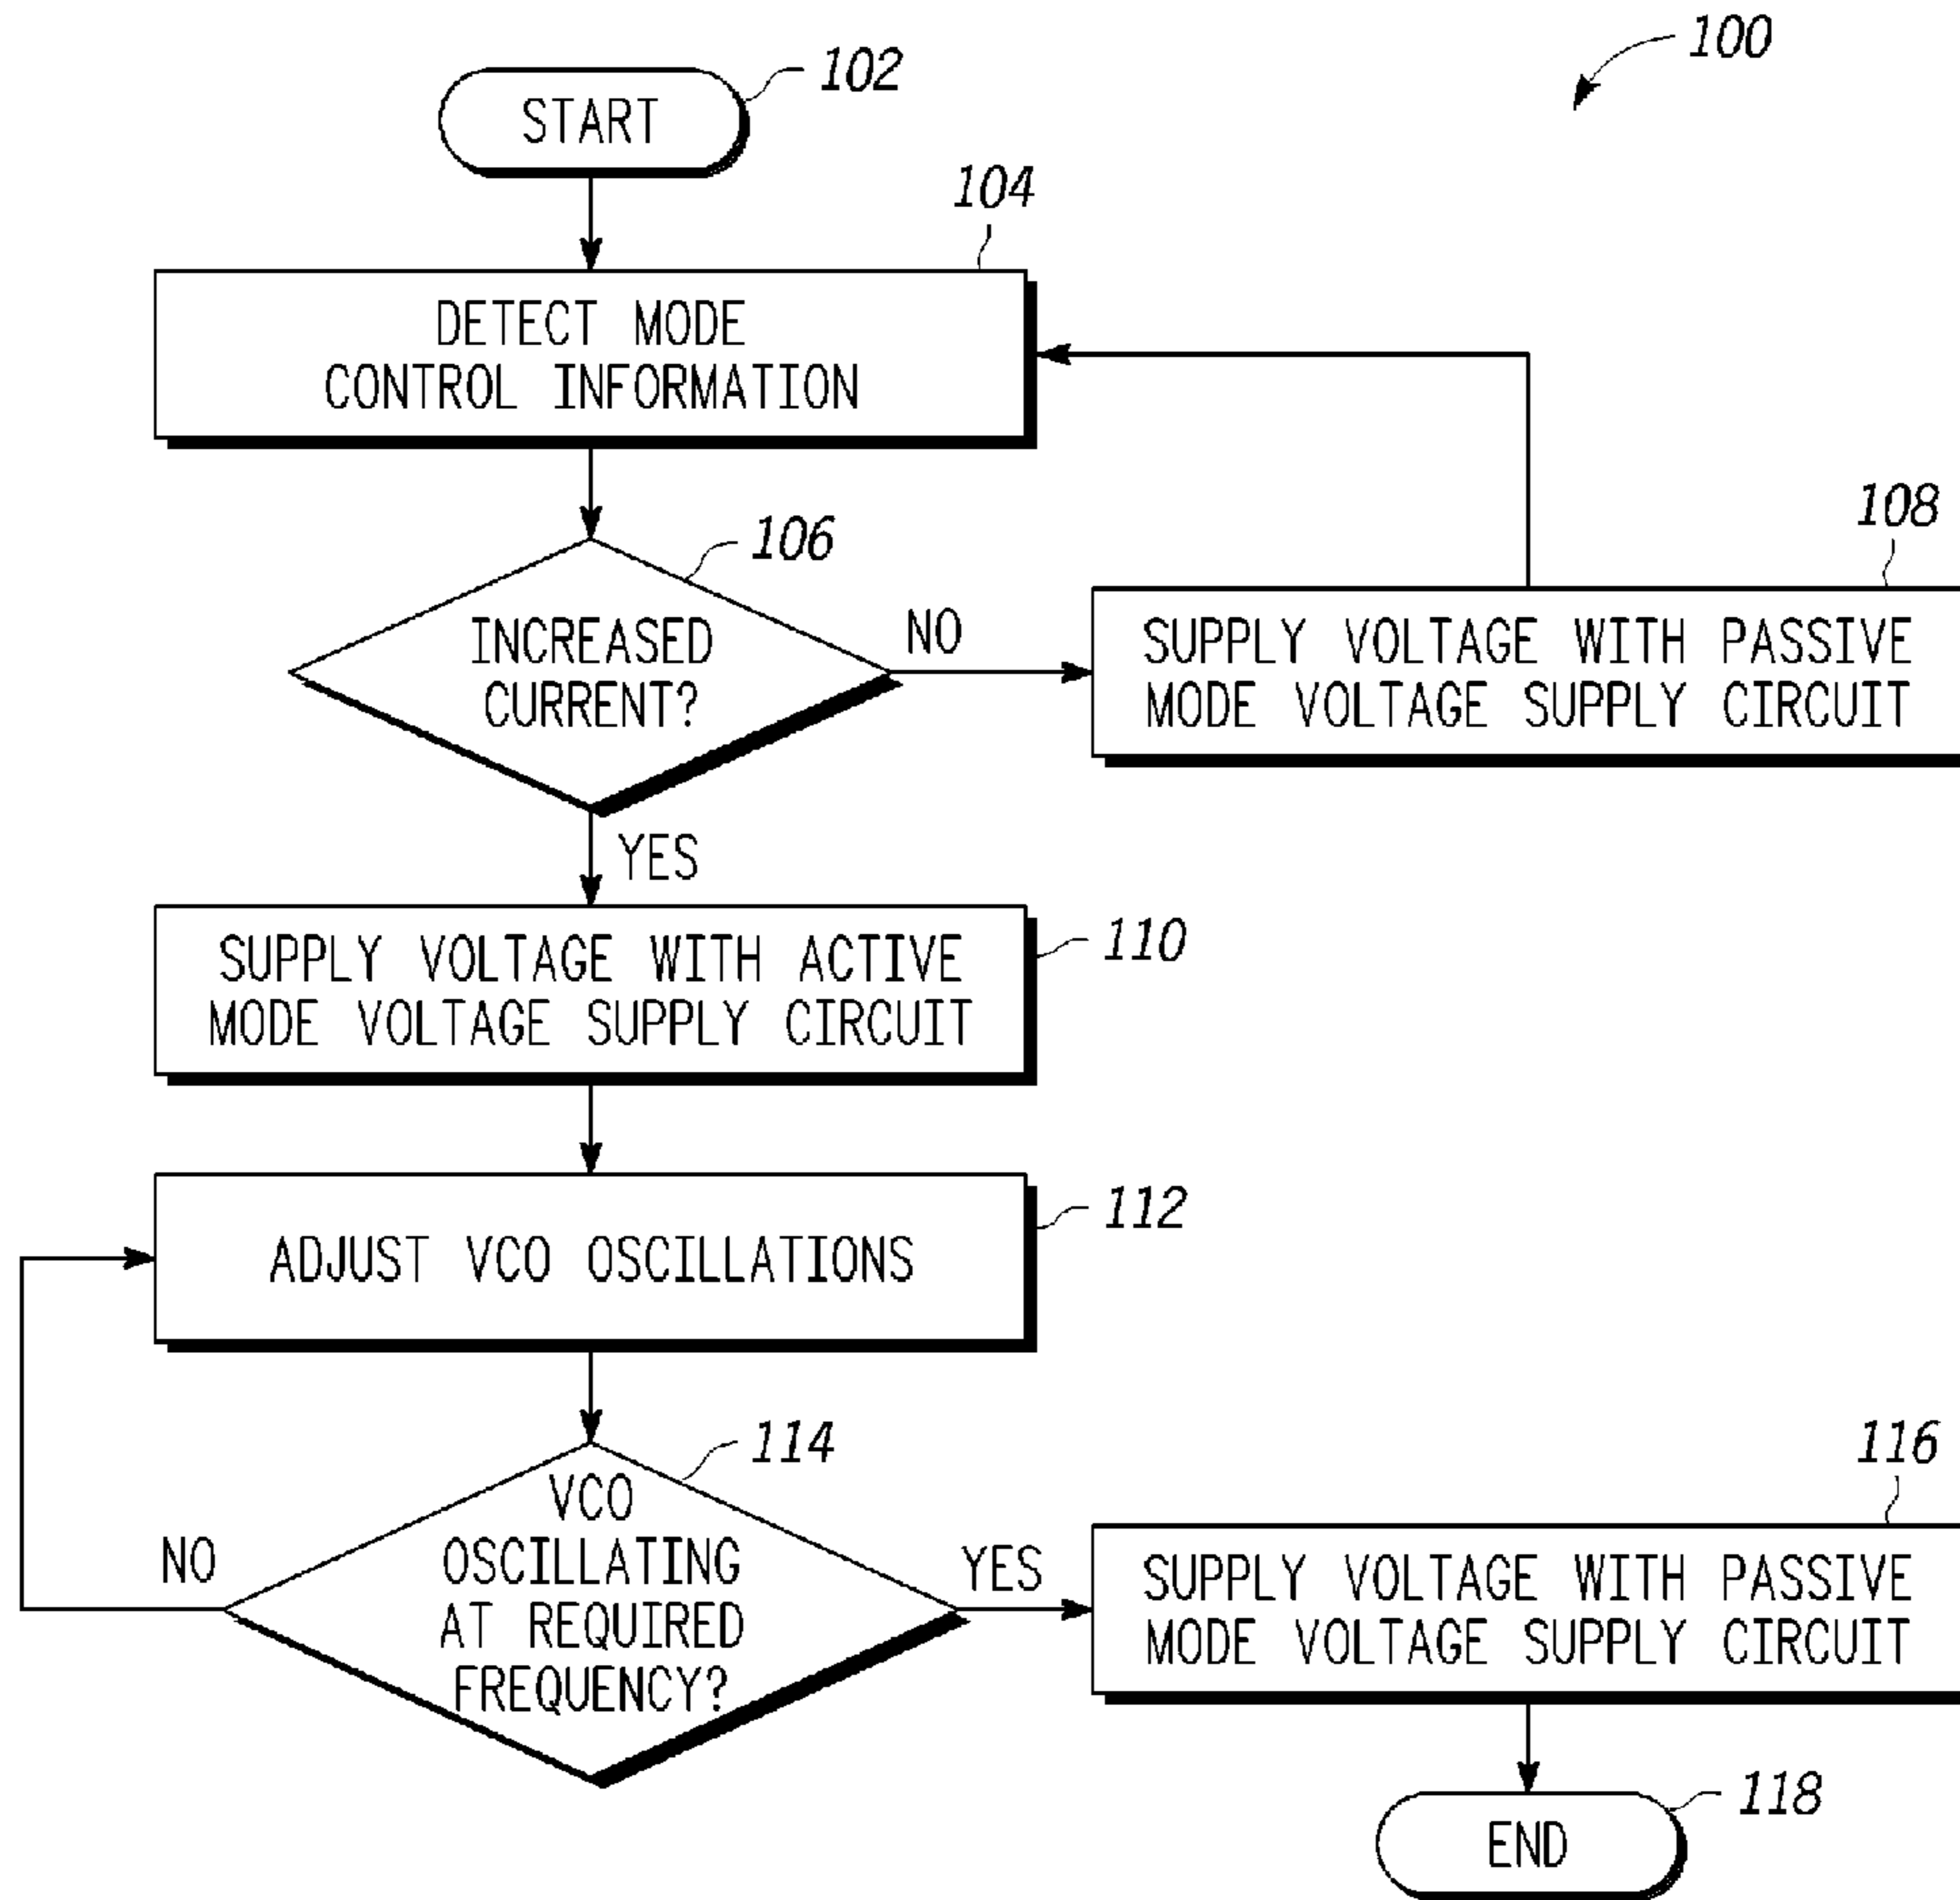 100
102
START
104
DETECT MODE
CONTROL INFORMATION
106
INCREASED
CURRENT?
NO
108
SUPPLY VOLTAGE WITH PASSIVE
MODE VOLTAGE SUPPLY CIRCUIT
YES
110
SUPPLY VOLTAGE WITH ACTIVE
MODE VOLTAGE SUPPLY CIRCUIT
112
ADJUST VCO OSCILLATIONS
114
VCO
OSCILLATING
AT REQUIRED
FREQUENCY?
NO
YES
116
SUPPLY VOLTAGE WITH PASSIVE
MODE VOLTAGE SUPPLY CIRCUIT
118
END